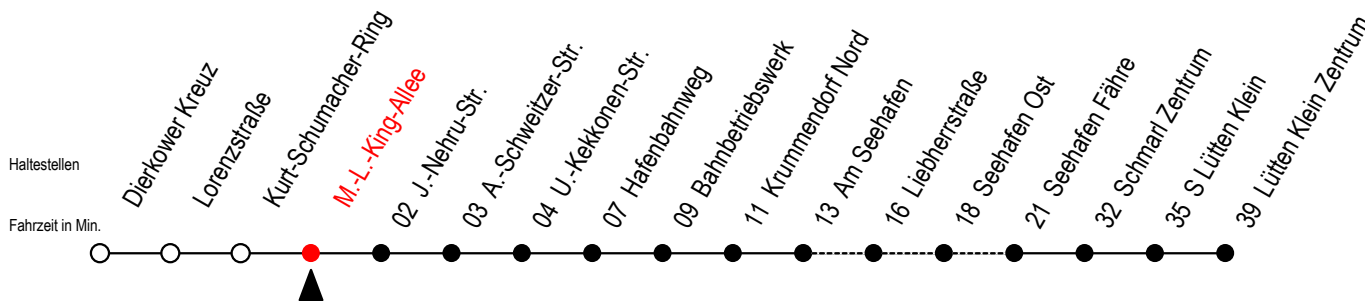 Haltestellen
Fahrzeit in Min.
Dierkower Kreuz
Lorenzstraße
Kurt-Schumacher-Ring
M.-L.-King-Allee
02 J.-Nehru-Str.
03 A.-Schweitzer-Str.
04 U.-Kekkonen-Str.
07 Hafenbahnweg
09 Bahnbetriebswerk
11 Krummendorf Nord
13 Am Seehafen
16 Liebherrstraße
18 Seehafen Ost
21 Seehafen Fähre
32 Schmarl Zentrum
35 S Lütten Klein
39 Lütten Klein Zentrum